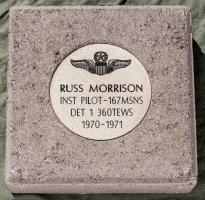 RUSS MORRISON
INST PILOT-167MSNS
DET 1 360TEWS
1970-1971